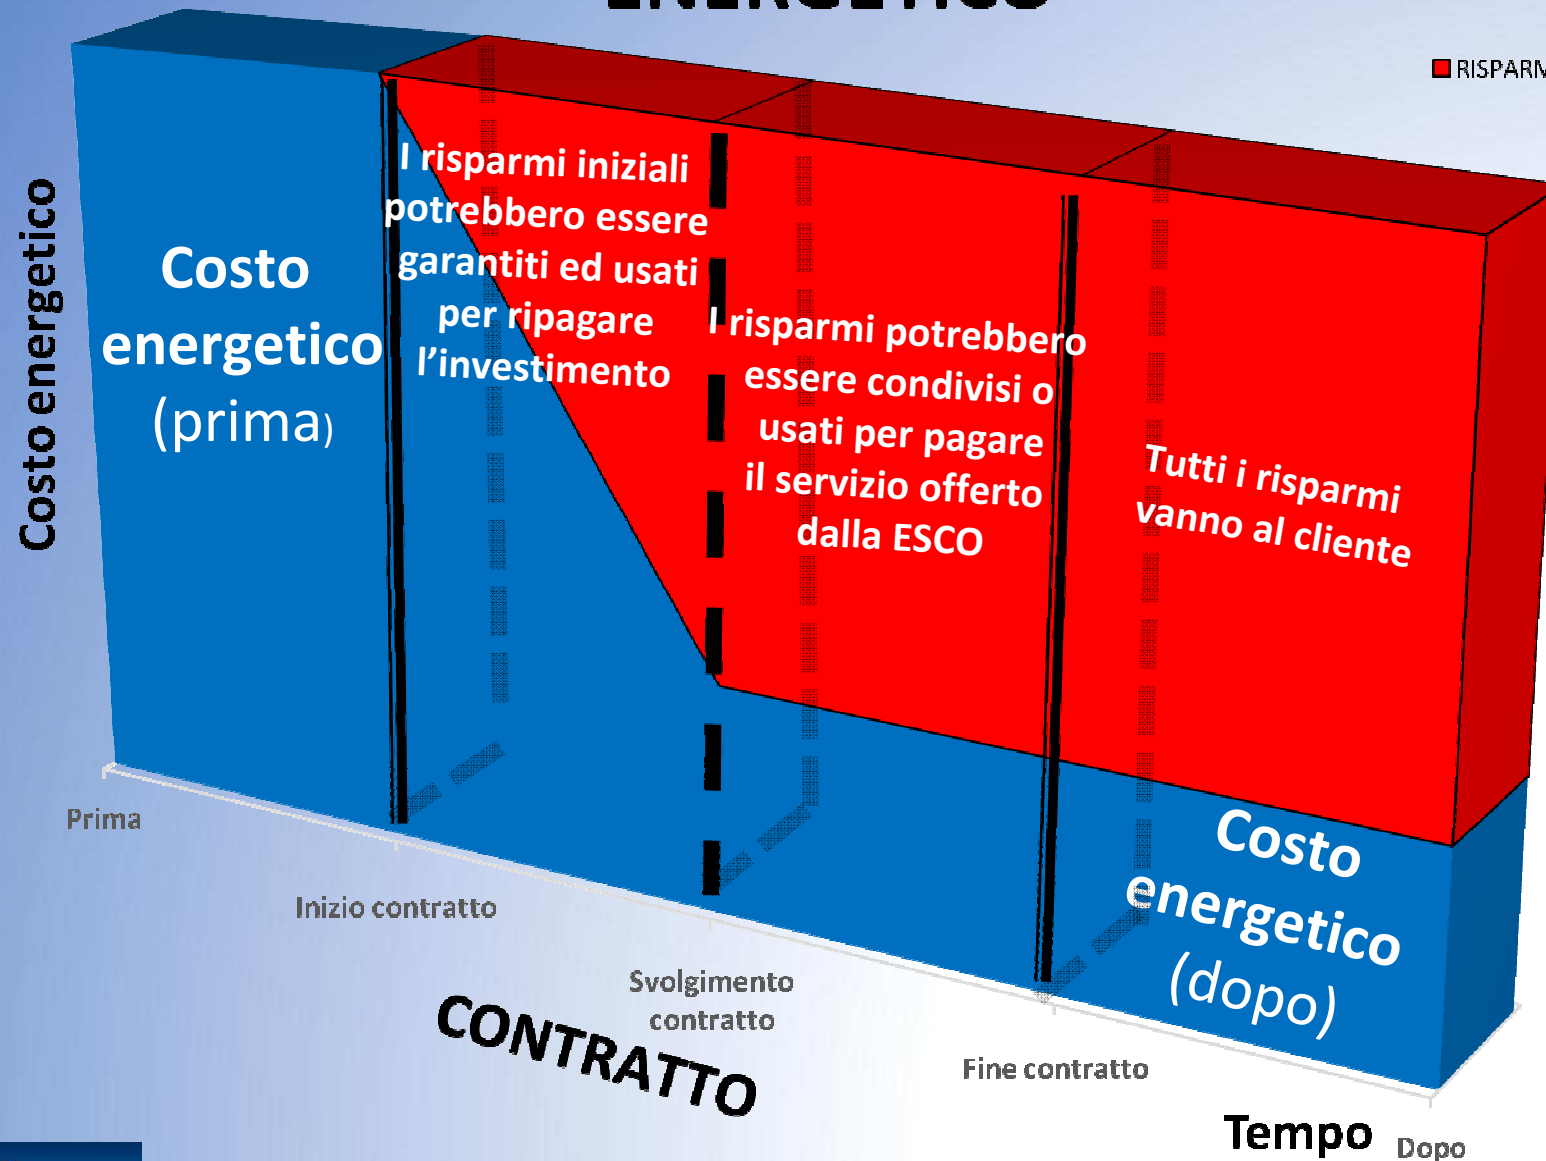 ENERGETICO
Costo energetico
Costo
energetico
(prima)
I risparmi iniziali
potrebbero essere
garantiti ed usati
per ripagare
l'investimento
I risparmi potrebbero
essere condivisi o
usati per pagare
il servizio offerto
dalla ESCO
Tutti i risparmi
vanno al cliente
Costo
energetico
(dopo)
Prima
Inizio contratto
Svolgimento
contratto
Fine contratto
Dopo
CONTRATTO
Tempo